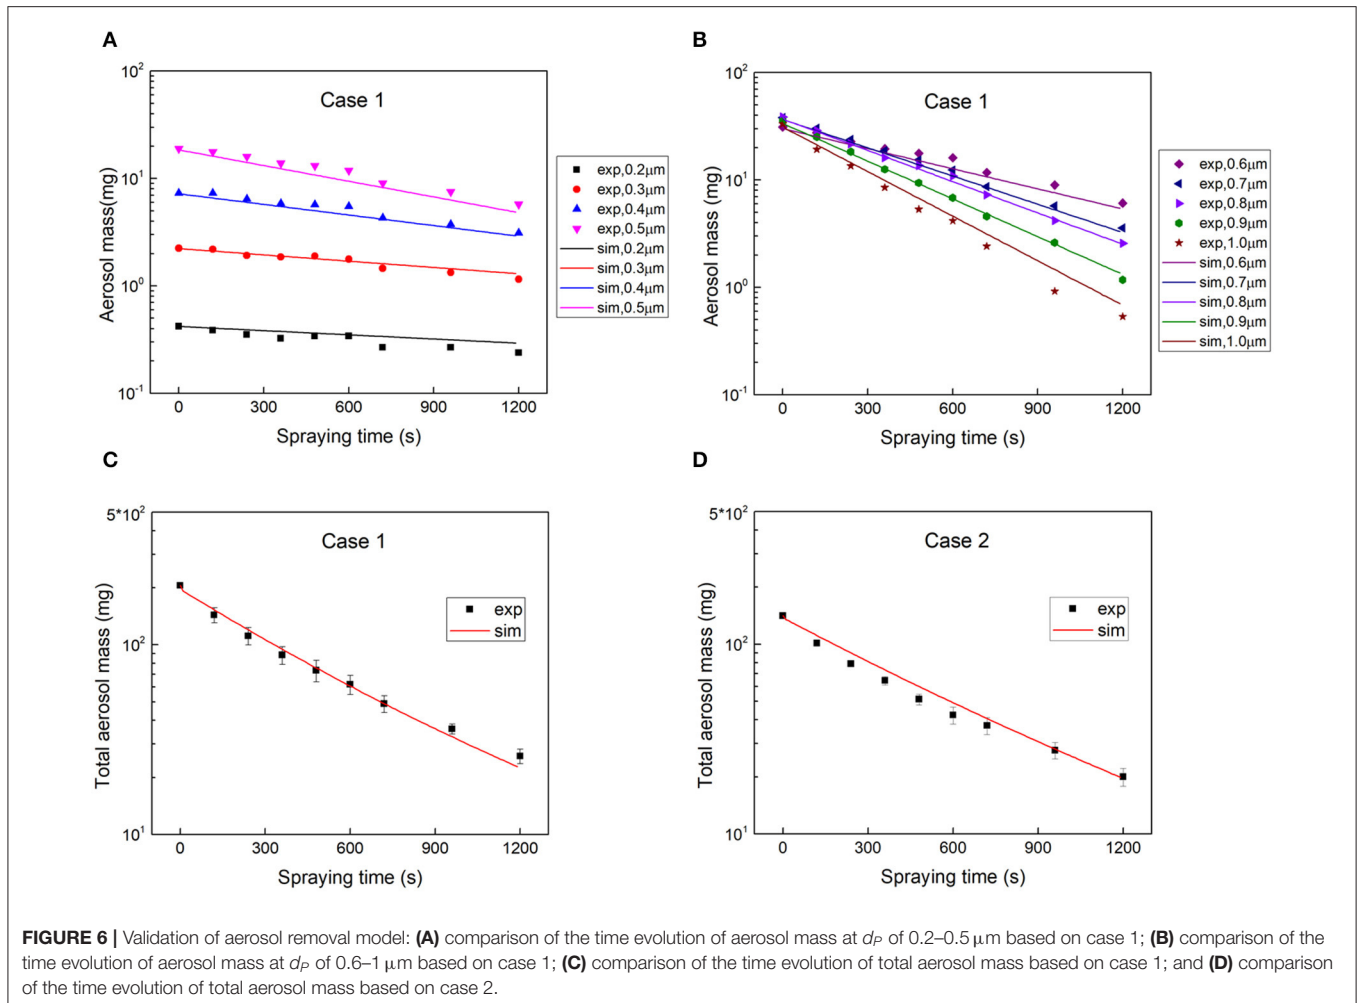 A
10²
10¹
10⁰
10⁻¹
Aerosol mass(mg)
Case 1
0 300 600 900 1200
Spraying time (s)
exp,0.2μm
exp,0.3μm
exp,0.4μm
exp,0.5μm
sim,0.2μm
sim,0.3μm
sim,0.4μm
sim,0.5μm
B
10²
10¹
10⁰
10⁻¹
Aerosol mass (mg)
Case 1
0 300 600 900 1200
Spraying time (s)
exp,0.6μm
exp,0.7μm
exp,0.8μm
exp,0.9μm
exp,1.0μm
sim,0.6μm
sim,0.7μm
sim,0.8μm
sim,0.9μm
sim,1.0μm
C
5*10²
10²
10¹
Total aerosol mass (mg)
Case 1
exp
sim
0 300 600 900 1200
Spraying time (s)
D
5*10²
10²
10¹
Total aerosol mass (mg)
Case 2
exp
sim
0 300 600 900 1200
Spraying time (s)
FIGURE 6 | Validation of aerosol removal model: (A) comparison of the time evolution of aerosol mass at dP of 0.2–0.5 μm based on case 1; (B) comparison of the
time evolution of aerosol mass at dP of 0.6–1 μm based on case 1; (C) comparison of the time evolution of total aerosol mass based on case 1; and (D) comparison
of the time evolution of total aerosol mass based on case 2.